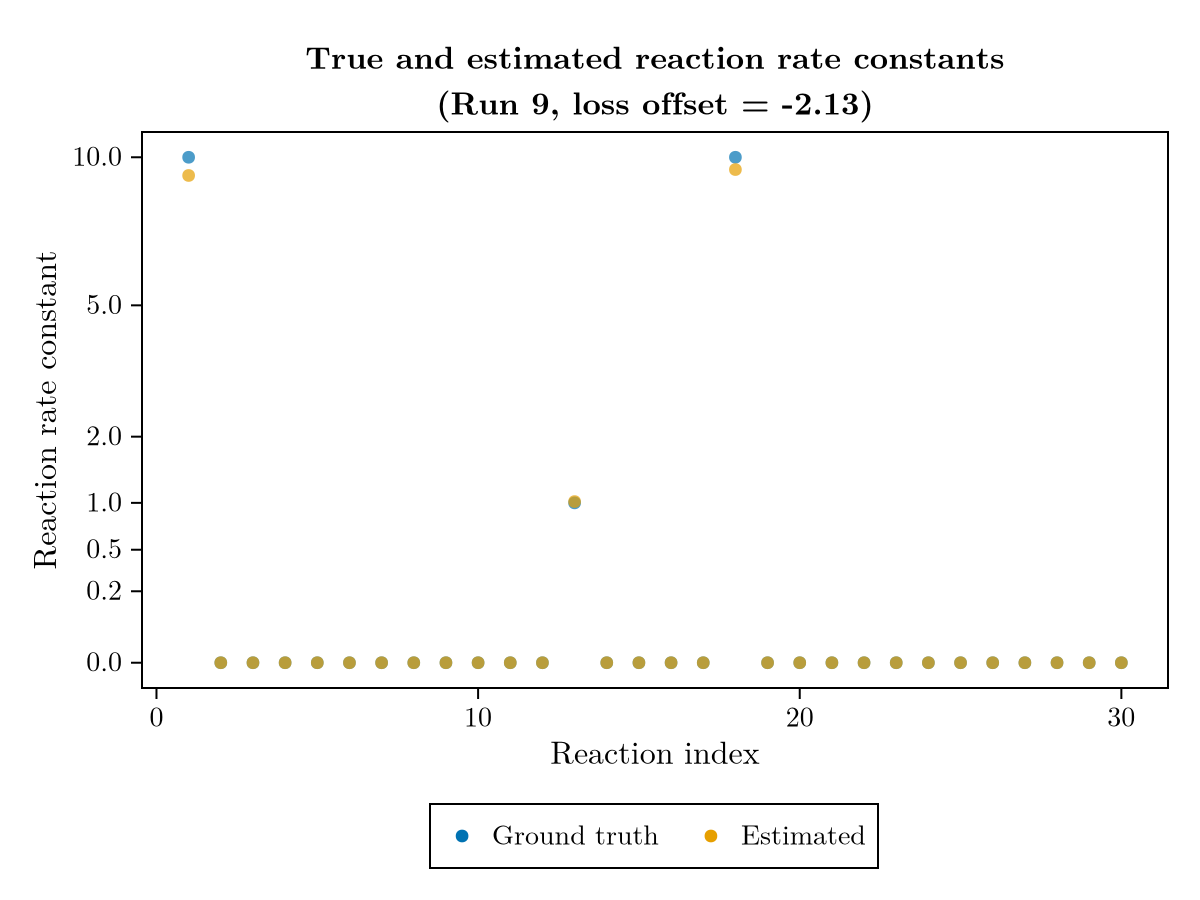 True and estimated reaction rate constants
(Run 9, loss offset = -2.13)
10.0
5.0
2.0
1.0
0.5
0.2
0.0
Reaction rate constant
0 10 20 30
Reaction index
Ground truth Estimated